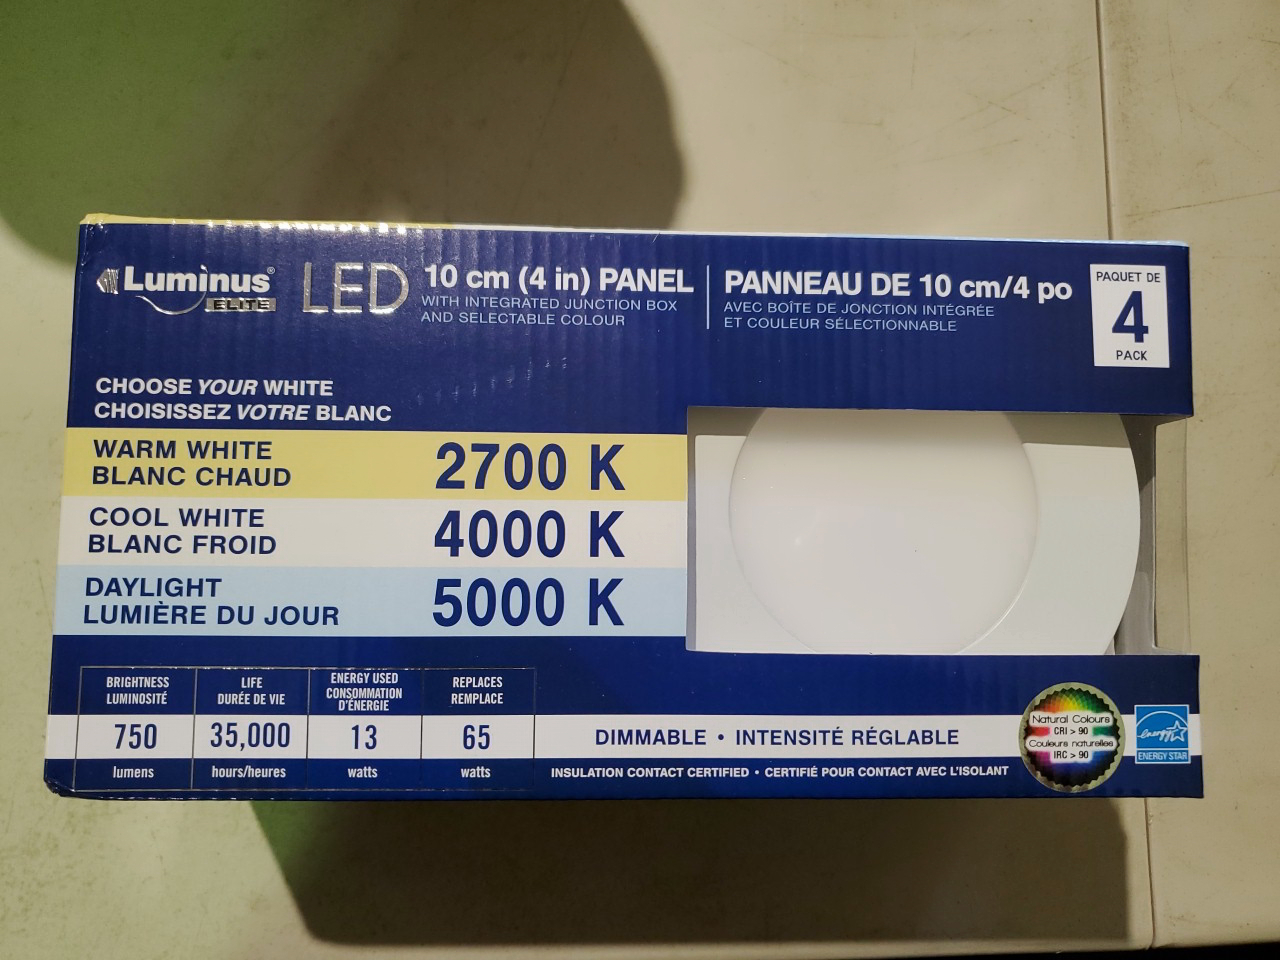 Luminus®
ELITE
LED
10 cm (4 in) PANEL
WITH INTEGRATED JUNCTION BOX
AND SELECTABLE COLOUR
PANNEAU DE 10 cm/4 po
AVEC BOÎTE DE JONCTION INTÉGRÉE
ET COULEUR SÉLECTIONNABLE
PAQUET DE
4
PACK
CHOOSE YOUR WHITE
CHOISISSEZ VOTRE BLANC
WARM WHITE
BLANC CHAUD
2700 K
COOL WHITE
BLANC FROID
4000 K
DAYLIGHT
LUMIÈRE DU JOUR
5000 K
BRIGHTNESS
LUMINOSITÉ
750
lumens
LIFE
DURÉE DE VIE
35,000
hours/heures
ENERGY USED
CONSOMMATION
D'ÉNERGIE
13
watts
REPLACES
REMPLACE
65
watts
DIMMABLE • INTENSITÉ RÉGLABLE
INSULATION CONTACT CERTIFIED • CERTIFIÉ POUR CONTACT AVEC L'ISOLANT
Natural Colours
CRI > 90
Couleurs naturelles
IRC > 90
energy
ENERGY STAR